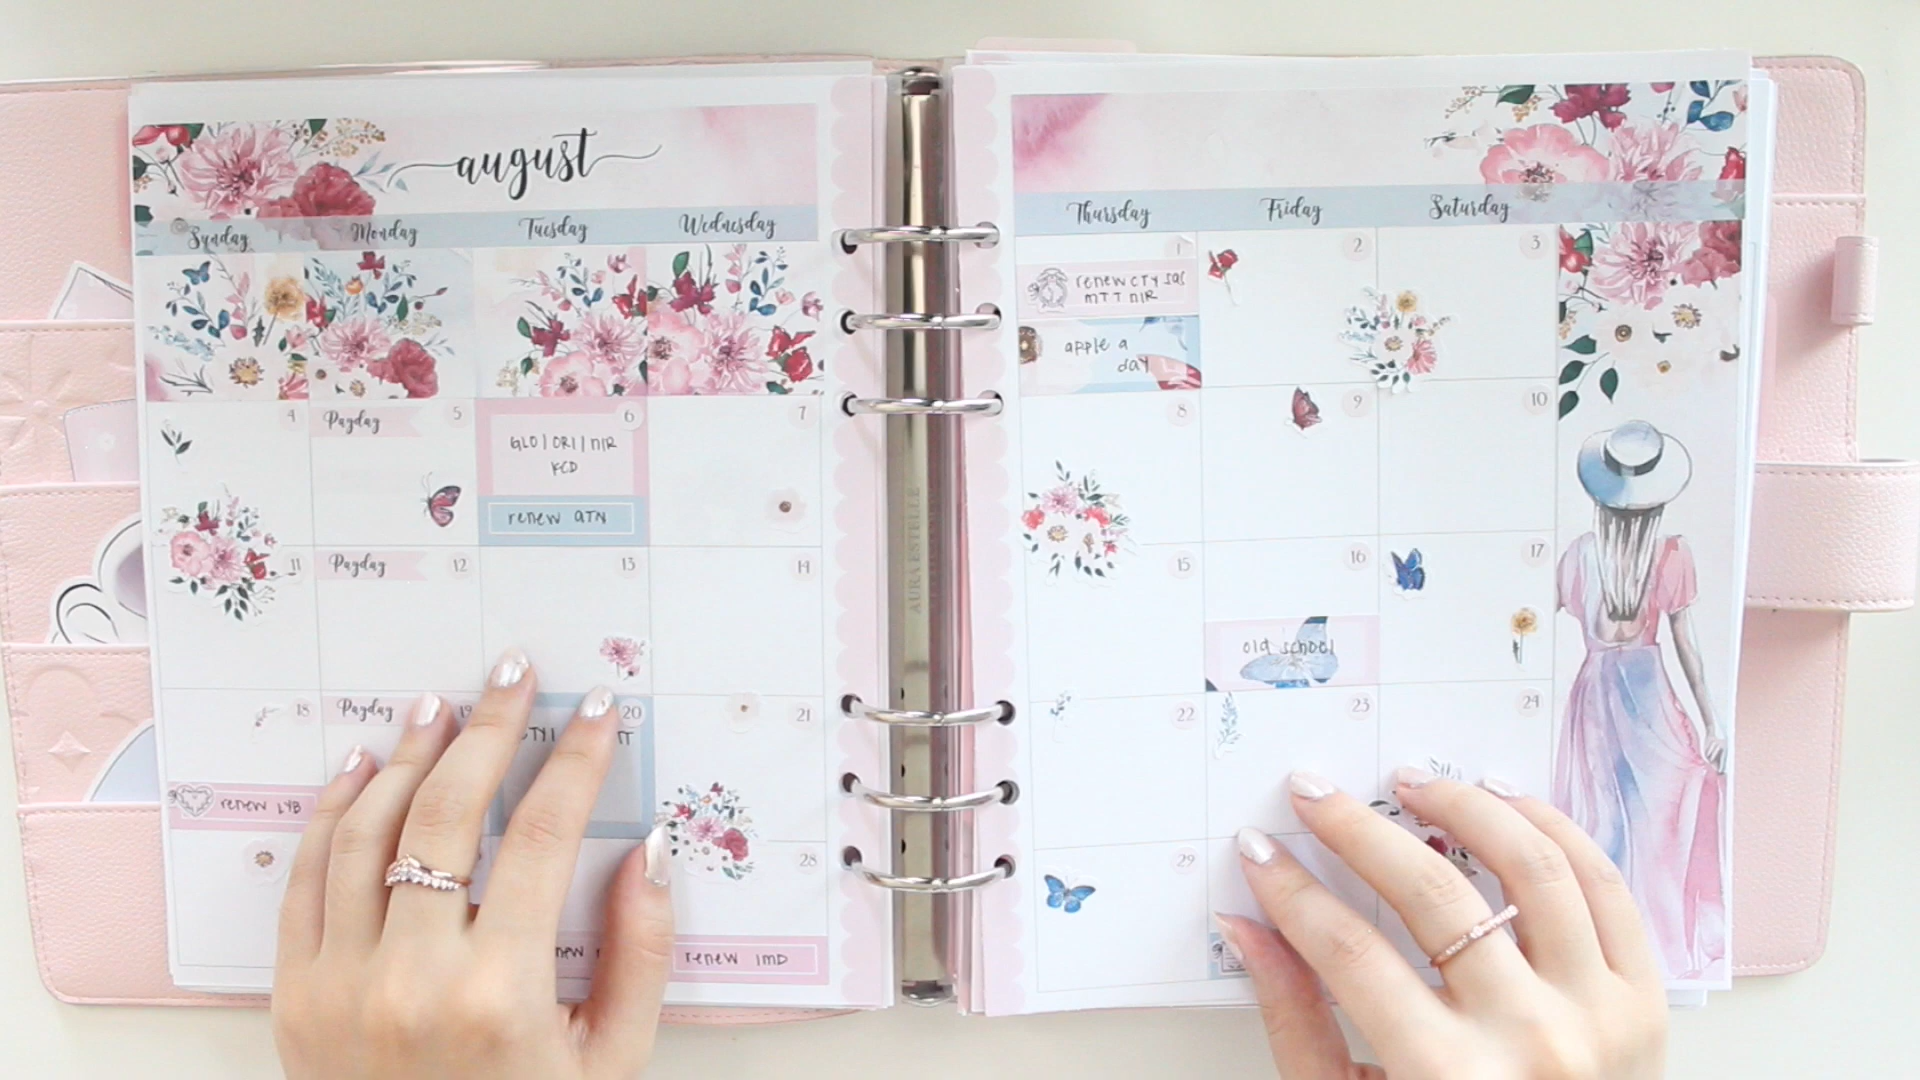 august
Sunday Monday Tuesday Wednesday
4
Payday 5
6
GLO | ORI | NIR
KCD
renew ATN
7
11
Payday 12
13
14
18
Payday
20
21
renew LYB
28
renew IMD
AURA ESTELLE
Thursday Friday Saturday
1
renew CTY SAS
MTT NIR
apple a
day
2
3
8
9
10
15
16
old school
17
22
23
24
29